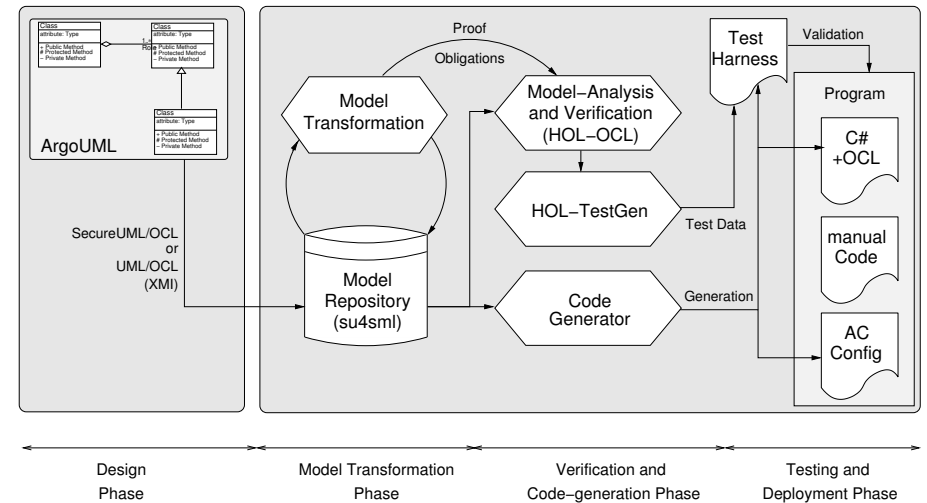 Class
attribute: Type
+ Public Method
# Protected Method
− Private Method
1..*
Role
Class
attribute: Type
+ Public Method
# Protected Method
− Private Method
Class
attribute: Type
+ Public Method
# Protected Method
− Private Method
ArgoUML
SecureUML/OCL
or
UML/OCL
(XMI)
Model
Transformation
Proof
Obligations
Model−Analysis
and Verification
(HOL−OCL)
HOL−TestGen
Test Data
Model
Repository
(su4sml)
Code
Generator
Generation
Test
Harness
Validation
Program
C#
+OCL
manual
Code
AC
Config
Design
Phase
Model Transformation
Phase
Verification and
Code−generation Phase
Testing and
Deployment Phase